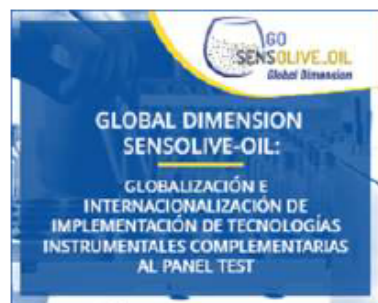 GO
SENSOLIVE_OIL
Global Dimension
GLOBAL DIMENSION
SENSOLIVE-OIL:
GLOBALIZACIÓN E
INTERNACIONALIZACIÓN DE
IMPLEMENTACIÓN DE TECNOLOGÍAS
INSTRUMENTALES COMPLEMENTARIAS
AL PANEL TEST